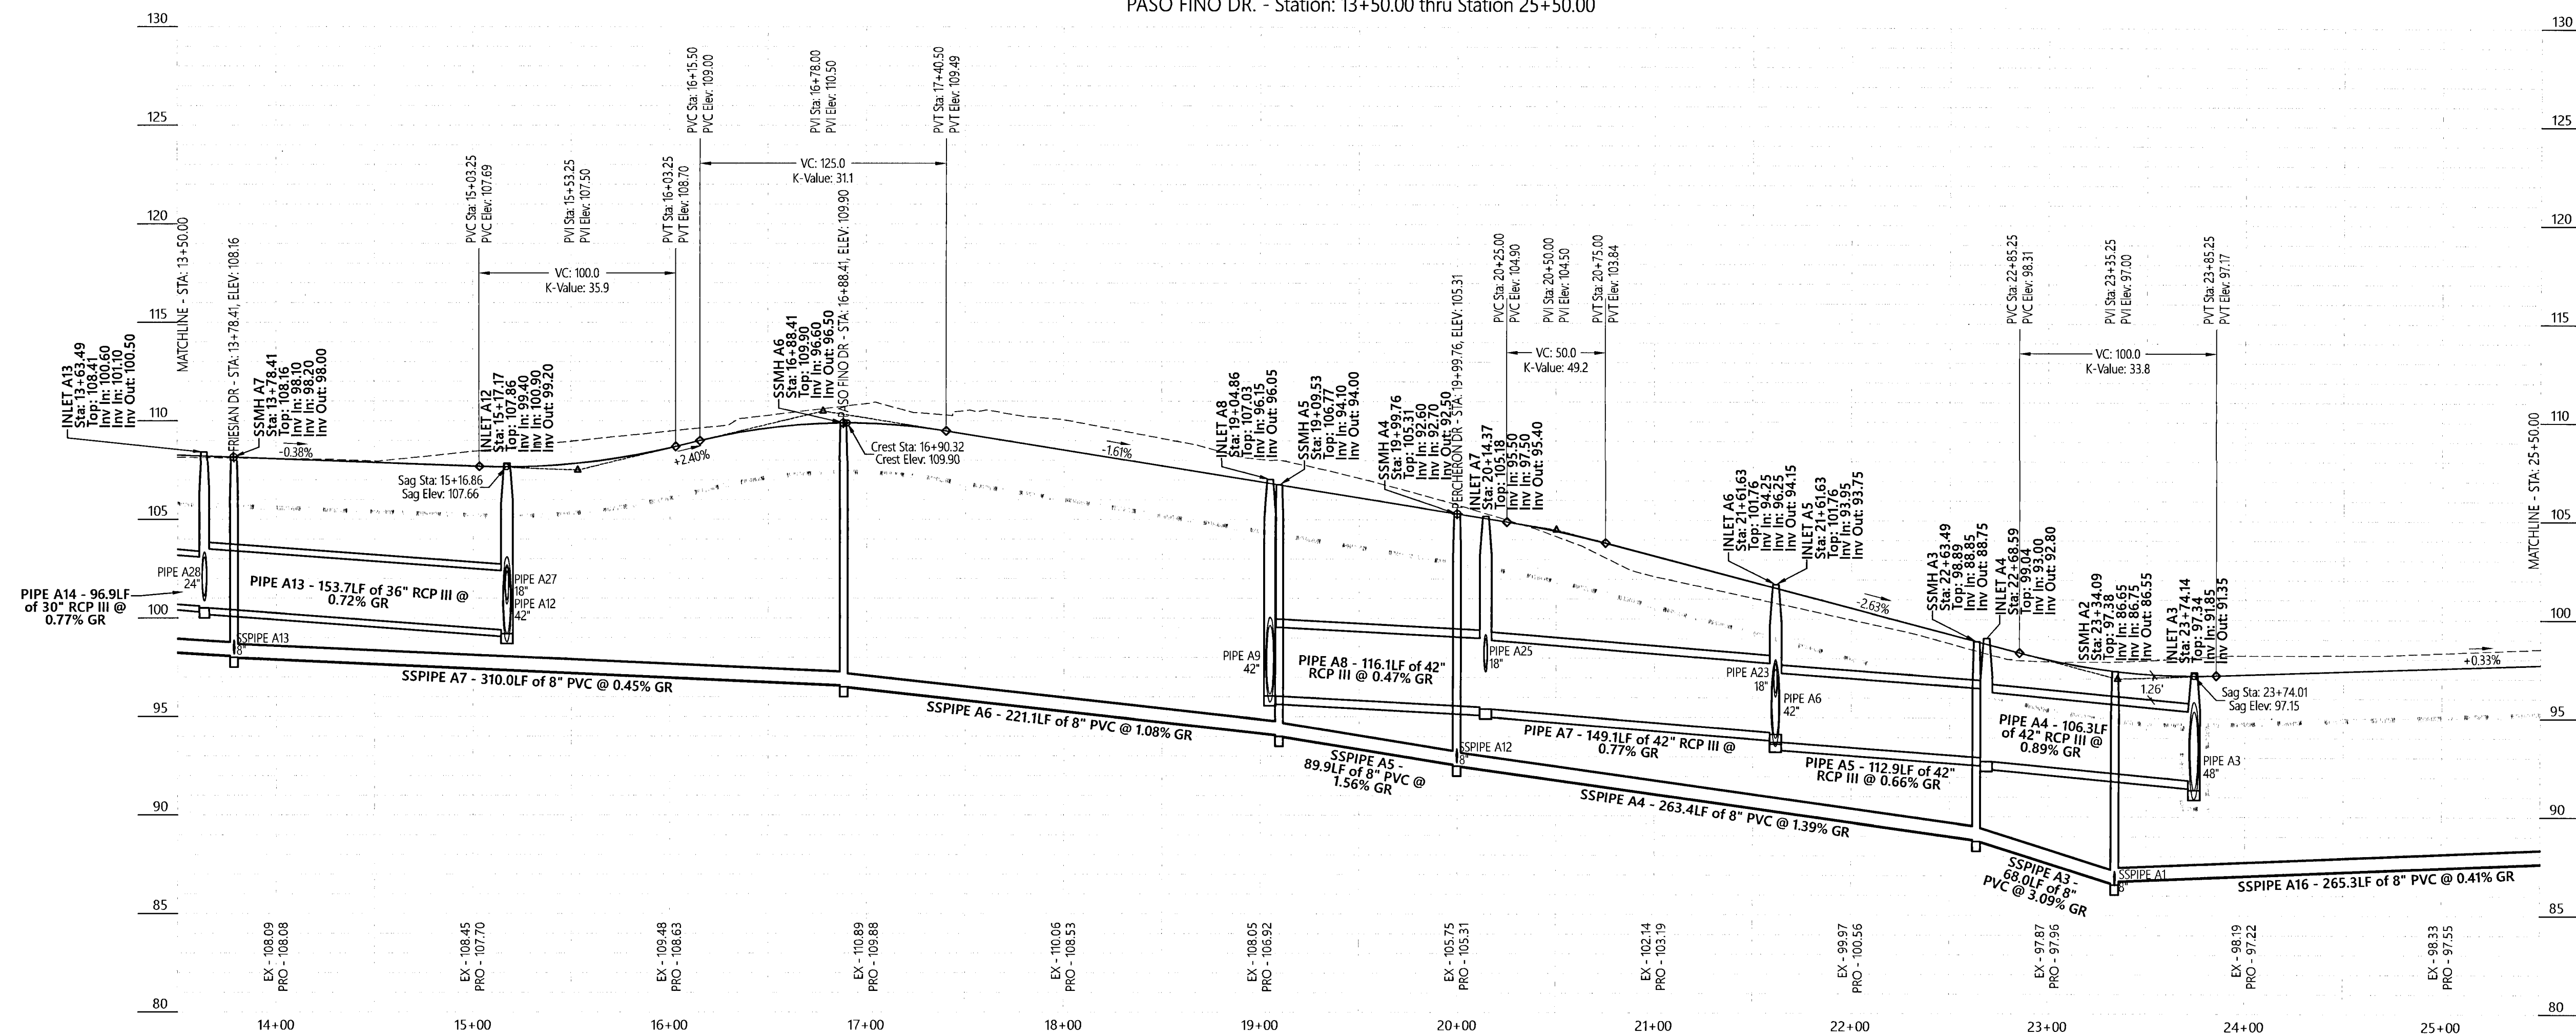 PASO FINO DR. - Station: 13+50.00 thru Station 25+50.00
130
125
120
115
110
105
100
95
90
85
80
130
125
120
115
110
105
100
95
90
85
80
MATCHLINE - STA: 13+50.00
INLET A13
Sta: 13+63.49
Top: 108.41
Inv In: 100.60
Inv In: 101.10
Inv Out: 100.50
FRIESIAN DR - STA: 13+78.41, ELEV: 108.16
SSMH A7
Sta: 13+78.41
Top: 108.16
Inv In: 98.10
Inv In: 98.20
Inv Out: 98.00
-0.38%
PVC Sta: 15+03.25
PVC Elev: 107.69
PVI Sta: 15+53.25
PVI Elev: 107.50
PVT Sta: 16+03.25
PVT Elev: 108.70
VC: 100.0
K-Value: 35.9
INLET A12
Sta: 15+17.17
Top: 107.86
Inv In: 99.40
Inv In: 100.90
Inv Out: 99.20
Sag Sta: 15+16.86
Sag Elev: 107.66
PVC Sta: 16+15.50
PVC Elev: 109.00
PVI Sta: 16+78.00
PVI Elev: 110.50
PVT Sta: 17+40.50
PVT Elev: 109.49
VC: 125.0
K-Value: 31.1
+2.40%
SSMH A6
Sta: 16+88.41
Top: 109.90
Inv In: 96.60
Inv Out: 96.50
PASO FINO DR - STA: 16+88.41, ELEV: 109.90
Crest Sta: 16+90.32
Crest Elev: 109.90
-1.61%
INLET A8
Sta: 19+04.86
Top: 107.03
Inv In: 96.15
Inv Out: 96.05
SSMH A5
Sta: 19+09.53
Top: 106.77
Inv In: 94.10
Inv Out: 94.00
SSMH A4
Sta: 19+99.76
Top: 105.31
Inv In: 92.60
Inv In: 92.70
Inv Out: 92.50
PERCHERON DR - STA: 19+99.76, ELEV: 105.31
INLET A7
Sta: 20+14.37
Top: 105.18
Inv In: 95.50
Inv In: 97.50
Inv Out: 95.40
PVC Sta: 20+25.00
PVC Elev: 104.90
PVI Sta: 20+50.00
PVI Elev: 104.50
PVT Sta: 20+75.00
PVT Elev: 103.84
VC: 50.0
K-Value: 49.2
INLET A6
Sta: 21+61.63
Top: 101.76
Inv In: 94.25
Inv In: 96.25
Inv Out: 94.15
INLET A5
Sta: 21+61.63
Top: 101.76
Inv In: 93.95
Inv Out: 93.75
-2.63%
SSMH A3
Sta: 22+63.49
Top: 98.89
Inv In: 88.85
Inv Out: 88.75
INLET A4
Sta: 22+68.59
Top: 99.04
Inv In: 93.00
Inv Out: 92.80
PVC Sta: 22+85.25
PVC Elev: 98.31
PVI Sta: 23+35.25
PVI Elev: 97.00
PVT Sta: 23+85.25
PVT Elev: 97.17
VC: 100.0
K-Value: 33.8
SSMH A2
Sta: 23+34.09
Top: 97.38
Inv In: 86.65
Inv In: 86.75
Inv Out: 86.55
INLET A3
Sta: 23+74.14
Top: 97.34
Inv In: 91.85
Inv Out: 91.35
1.26'
Sag Sta: 23+74.01
Sag Elev: 97.15
+0.33%
MATCHLINE - STA: 25+50.00
PIPE A14 - 96.9LF
of 30" RCP III @
0.77% GR
PIPE A28
24"
PIPE A13 - 153.7LF of 36" RCP III @
0.72% GR
PIPE A27
18"
PIPE A12
42"
SSPIPE A13
8"
SSPIPE A7 - 310.0LF of 8" PVC @ 0.45% GR
SSPIPE A6 - 221.1LF of 8" PVC @ 1.08% GR
PIPE A9
42"
PIPE A8 - 116.1LF of 42"
RCP III @ 0.47% GR
PIPE A25
18"
SSPIPE A12
8"
SSPIPE A5 -
89.9LF of 8" PVC @
1.56% GR
PIPE A7 - 149.1LF of 42" RCP III @
0.77% GR
PIPE A23
18"
PIPE A6
42"
SSPIPE A4 - 263.4LF of 8" PVC @ 1.39% GR
PIPE A5 - 112.9LF of 42"
RCP III @ 0.66% GR
PIPE A4 - 106.3LF
of 42" RCP III @
0.89% GR
PIPE A3
48"
SSPIPE A3 -
68.0LF of 8"
PVC @ 3.09% GR
SSPIPE A1
8"
SSPIPE A16 - 265.3LF of 8" PVC @ 0.41% GR
EX - 108.09
PRO - 108.08
EX - 108.45
PRO - 107.70
EX - 109.48
PRO - 108.63
EX - 110.89
PRO - 109.88
EX - 110.06
PRO - 108.53
EX - 108.05
PRO - 106.92
EX - 105.75
PRO - 105.31
EX - 102.14
PRO - 103.19
EX - 99.97
PRO - 100.56
EX - 97.87
PRO - 97.96
EX - 98.19
PRO - 97.22
EX - 98.33
PRO - 97.55
14+00
15+00
16+00
17+00
18+00
19+00
20+00
21+00
22+00
23+00
24+00
25+00